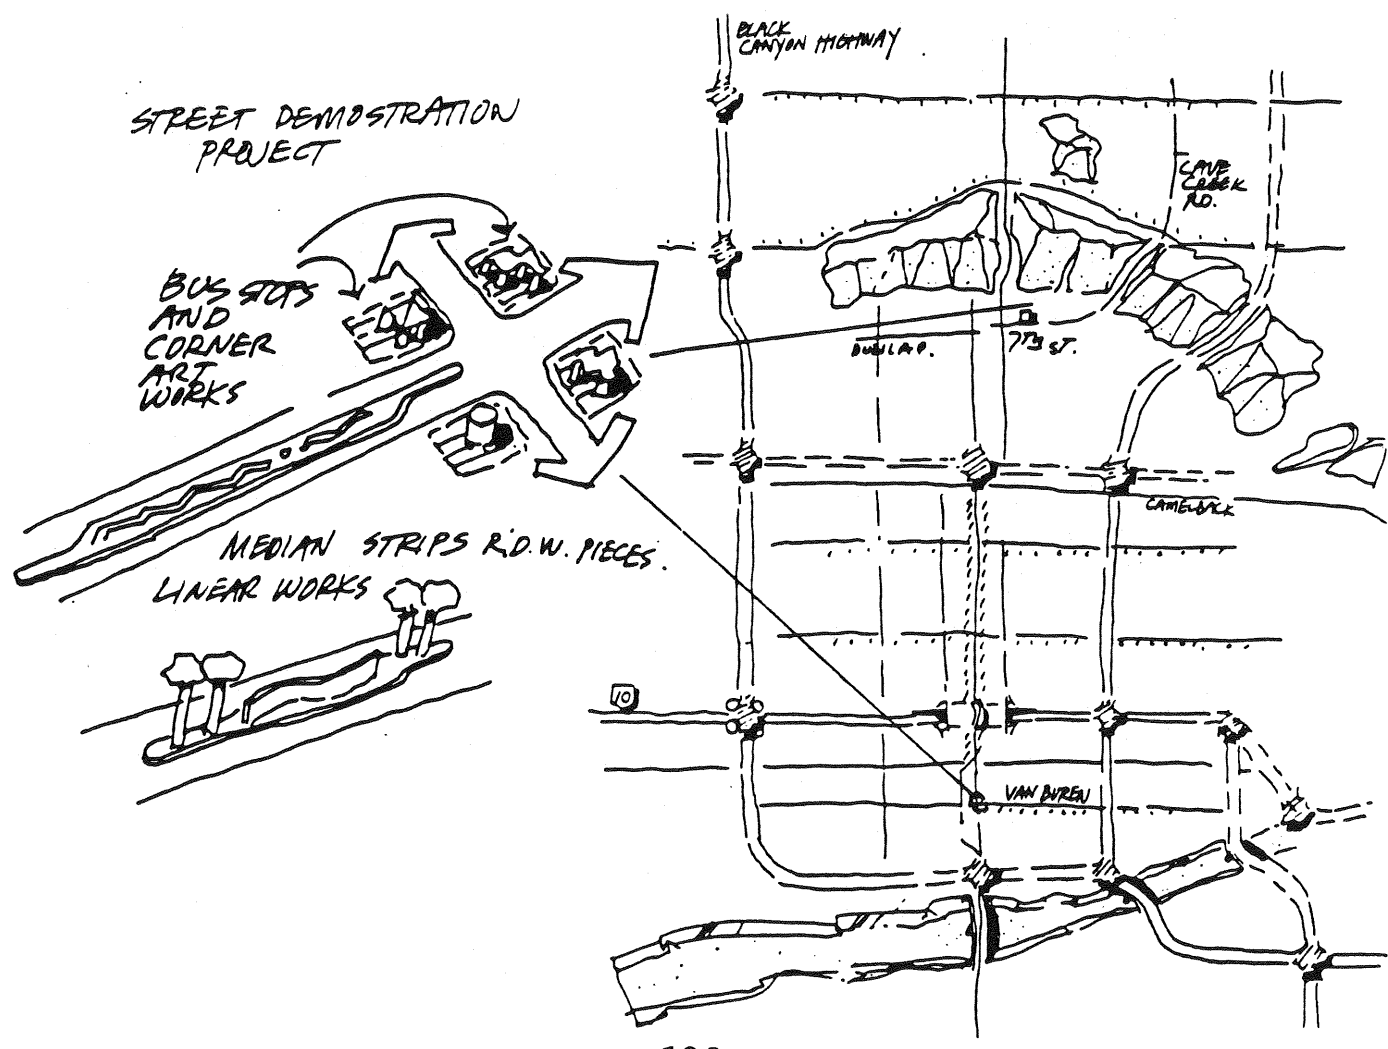 STREET DEMOSTRATION
PROJECT
BUS STOPS
AND
CORNER
ART
WORKS
MEDIAN STRIPS R.O.W. PIECES.
LINEAR WORKS
BLACK
CANYON HIGHWAY
CAVE
CREEK
RD.
DUNLAP.
7TH ST.
CAMELBACK
10
VAN BUREN